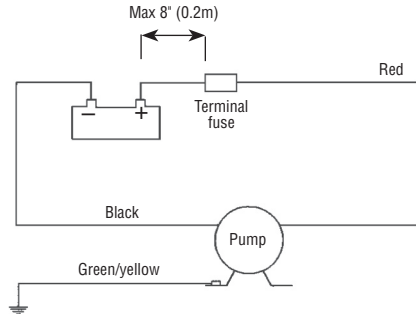 Max 8" (0.2m)
Red
Terminal
fuse
− +
Black
Pump
Green/yellow